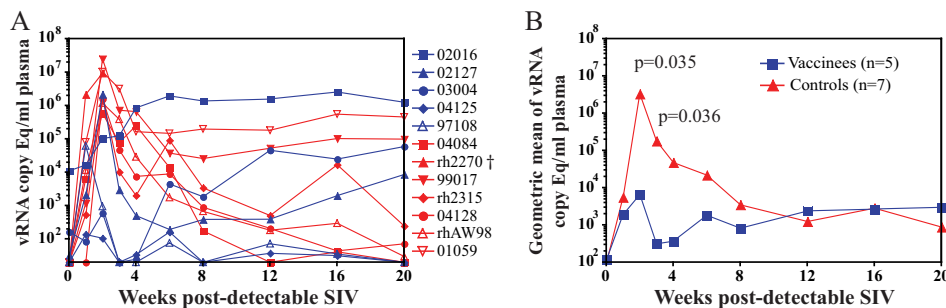 A
vRNA copy Eq/ml plasma
10^8
10^7
10^6
10^5
10^4
10^3
10^2
0 4 8 12 16 20
Weeks post-detectable SIV
02016
02127
03004
04125
97108
04084
rh2270 †
99017
rh2315
04128
rhAW98
01059
B
Geometric mean of vRNA
copy Eq/ml plasma
10^8
10^7
10^6
10^5
10^4
10^3
10^2
p=0.035
p=0.036
Vaccinees (n=5)
Controls (n=7)
0 4 8 12 16 20
Weeks post-detectable SIV